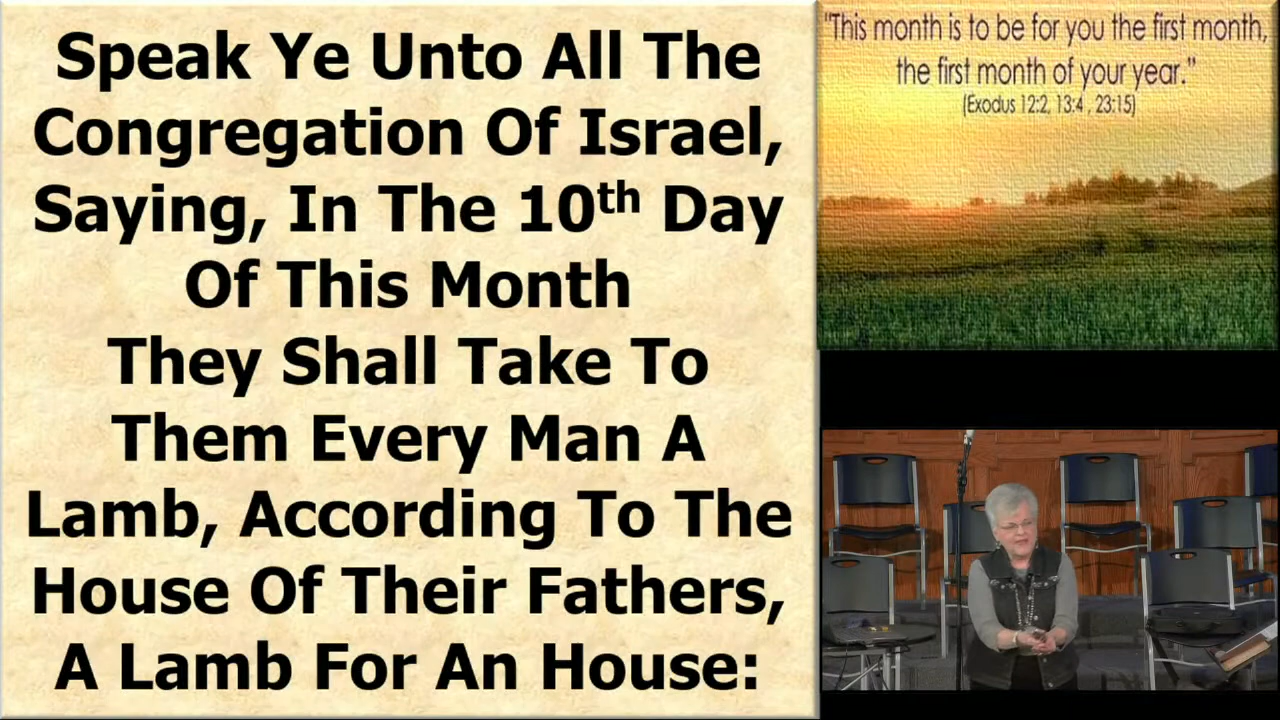 Speak Ye Unto All The
Congregation Of Israel,
Saying, In The 10th Day
Of This Month
They Shall Take To
Them Every Man A
Lamb, According To The
House Of Their Fathers,
A Lamb For An House:
"This month is to be for you the first month,
the first month of your year."
(Exodus 12:2, 13:4 , 23:15)